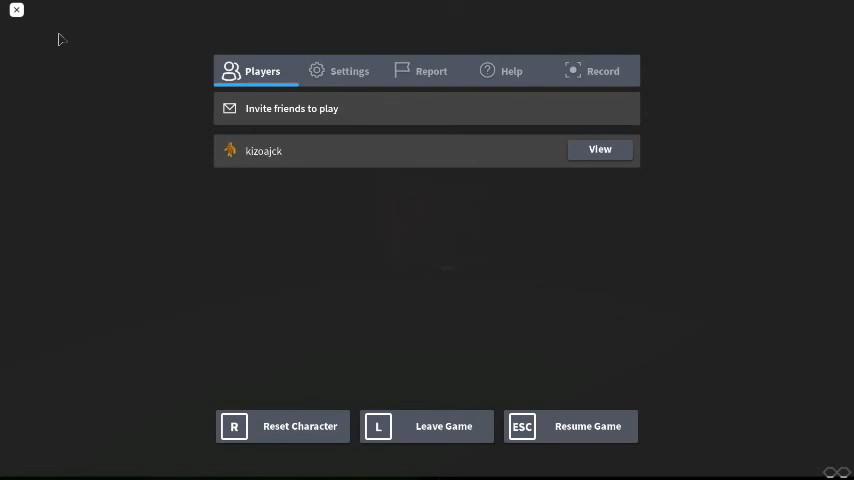 Players Settings Report Help Record
Invite friends to play
kizoajck View
R Reset Character L Leave Game ESC Resume Game